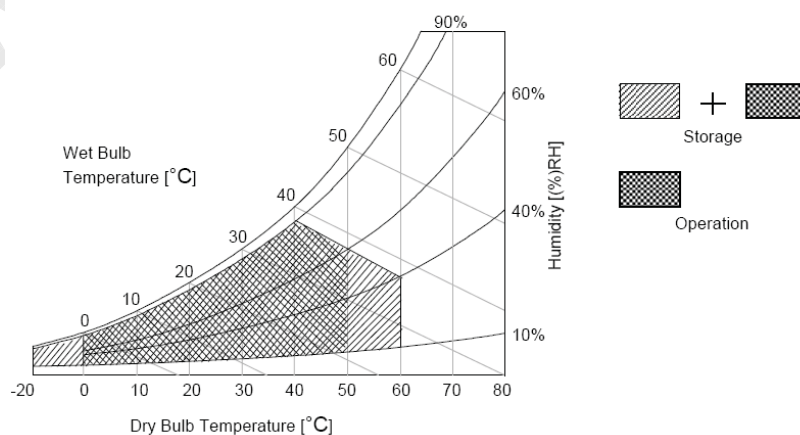 90%
60
60%
50
Wet Bulb
Temperature [°C]
Storage
40
40%
Humidity [(%)RH]
30
20
Operation
10
0
10%
-20 0 10 20 30 40 50 60 70 80
Dry Bulb Temperature [°C]